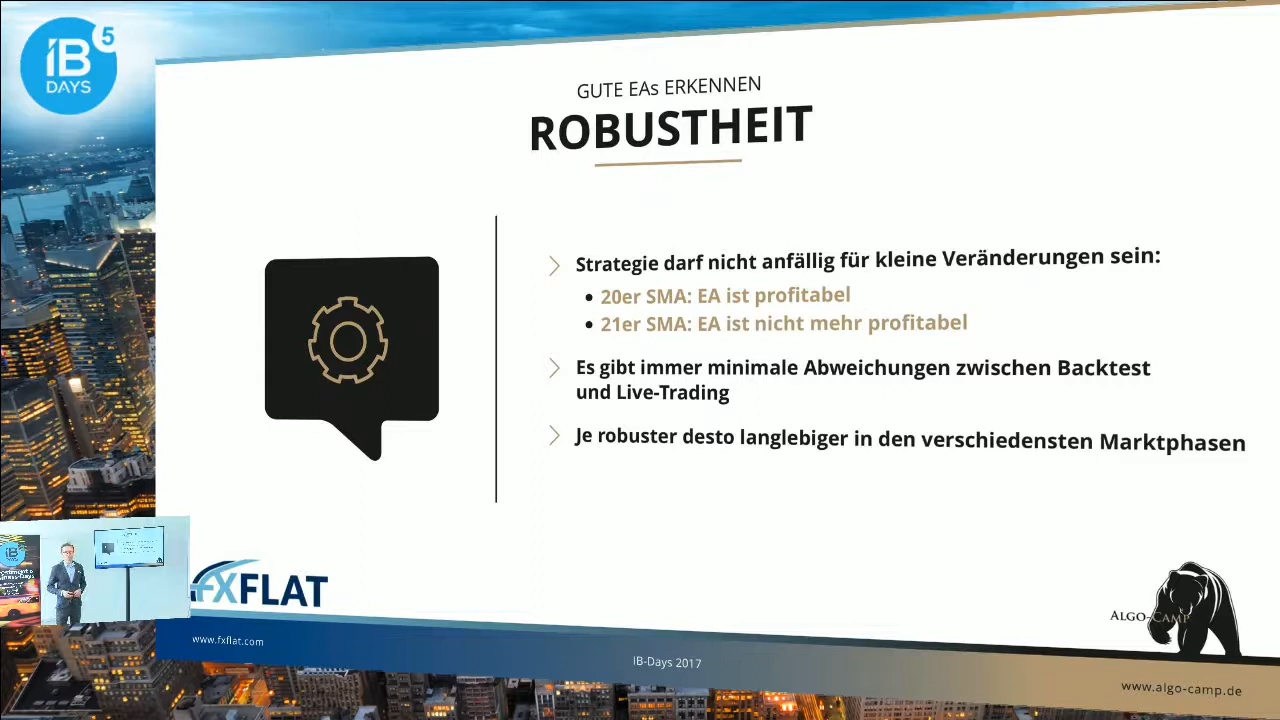 5
IB
DAYS
GUTE EAs ERKENNEN
ROBUSTHEIT
Strategie darf nicht anfällig für kleine Veränderungen sein:
20er SMA: EA ist profitabel
21er SMA: EA ist nicht mehr profitabel
Es gibt immer minimale Abweichungen zwischen Backtest
und Live-Trading
Je robuster desto langlebiger in den verschiedensten Marktphasen
FXFLAT
ALGO-CAMP
www.fxflat.com
IB-Days 2017
www.algo-camp.de